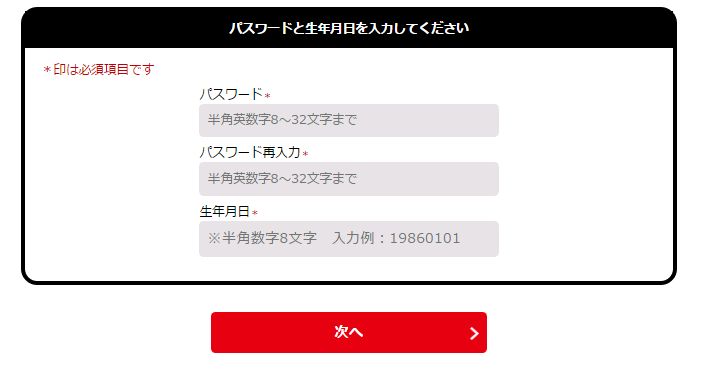 パスワードと生年月日を入力してください
＊印は必須項目です
パスワード＊
半角英数字8～32文字まで
パスワード再入力＊
半角英数字8～32文字まで
生年月日＊
※半角数字8文字　入力例：19860101
次へ